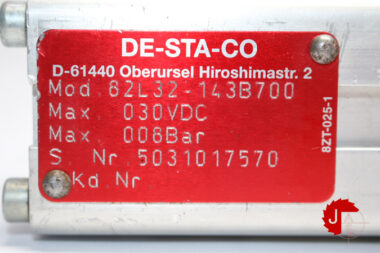 DE-STA-CO
D-61440 Oberursel Hiroshimastr. 2
Mod. 82L32-143B700
Max. 030VDC
Max. 008Bar
S. Nr.5031017570
Kd.Nr.
8ZT-025-1